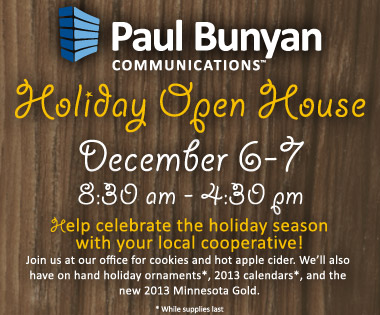 Paul Bunyan
COMMUNICATIONS™
Holiday Open House
December 6-7
8:30 am - 4:30 pm
Help celebrate the holiday season
with your local cooperative!
Join us at our office for cookies and hot apple cider. We'll also
have on hand holiday ornaments*, 2013 calendars*, and the
new 2013 Minnesota Gold.
* While supplies last